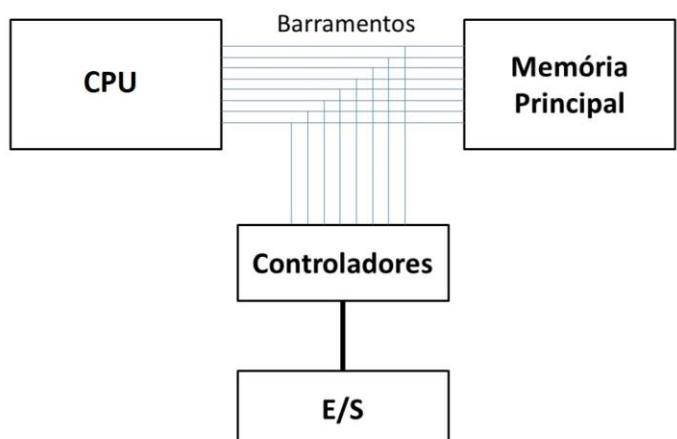 Barramentos
CPU
Memória
Principal
Controladores
E/S